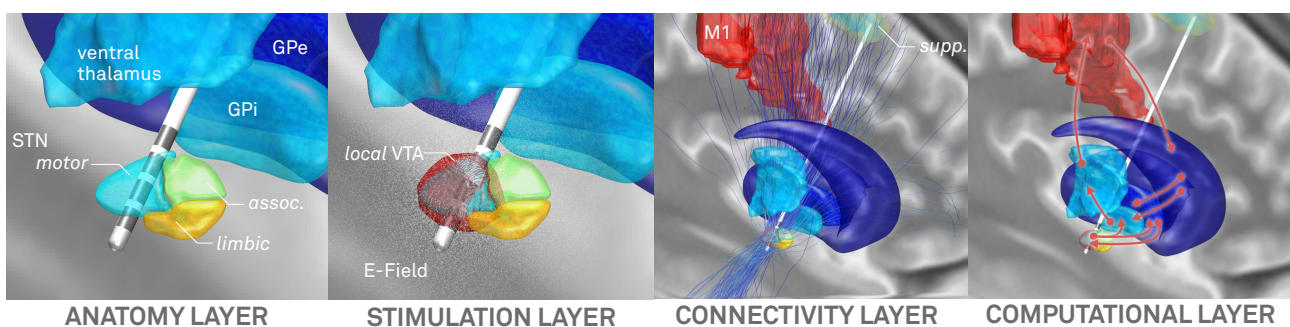 ventral
thalamus
GPe
GPi
STN
motor
assoc.
limbic
local VTA
E-Field
M1
supp.
ANATOMY LAYER
STIMULATION LAYER
CONNECTIVITY LAYER
COMPUTATIONAL LAYER